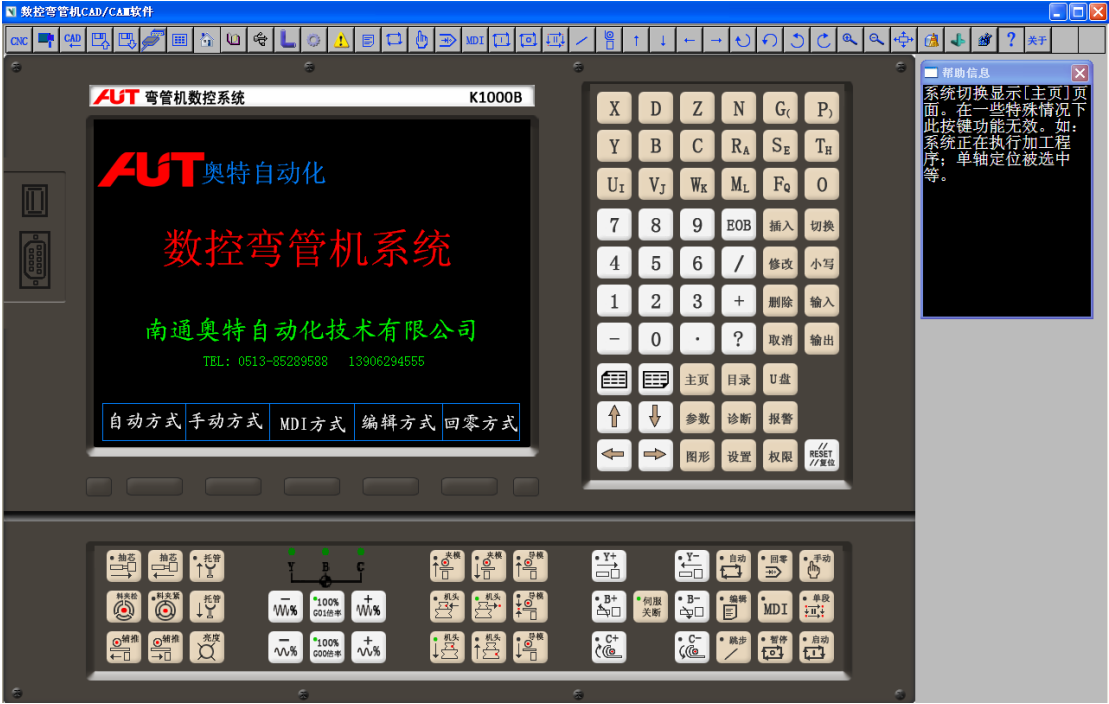 数控弯管机CAD/CAM软件
CNC CAD MDI ? 关于
帮助信息
系统切换显示[主页]页
面。在一些特殊情况下
此按键功能无效。如:
系统正在执行加工程
序; 单轴定位被选中
等。
AUT 弯管机数控系统 K1000B
AUT 奥特自动化
数控弯管机系统
南通奥特自动化技术有限公司
TEL: 0513-85289588 13906294555
自动方式 手动方式 MDI方式 编辑方式 回零方式
X D Z N G( P)
Y B C RA SE TH
UI VJ WK ML FQ O
7 8 9 EOB 插入 切换
4 5 6 / 修改 小写
1 2 3 + 删除 输入
- 0 · ? 取消 输出
主页 目录 U盘
参数 诊断 报警
图形 设置 权限 // RESET //复位
抽芯 抽芯 托管 Y B C 夹模 夹模 导模 Y+ Y- 自动 回零 手动
料夹松 料夹紧 托管 - % 100% G01倍率 + % 机头 机头 导模 B+ 伺服关断 B- 编辑 MDI 单段
辅推 辅推 亮度 - % 100% G00倍率 + % 机头 机头 导模 C+ C- 跳步 暂停 启动